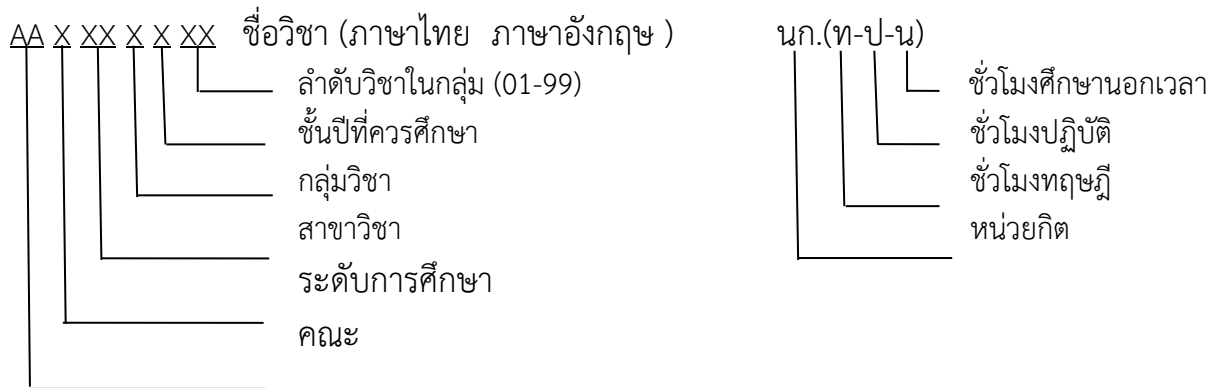 AA X XX X X XX ชื่อวิชา (ภาษาไทย ภาษาอังกฤษ ) นก.(ท-ป-น)
ลำดับวิชาในกลุ่ม (01-99) ชั่วโมงศึกษานอกเวลา
ชั้นปีที่ควรศึกษา ชั่วโมงปฏิบัติ
กลุ่มวิชา ชั่วโมงทฤษฎี
สาขาวิชา หน่วยกิต
ระดับการศึกษา
คณะ